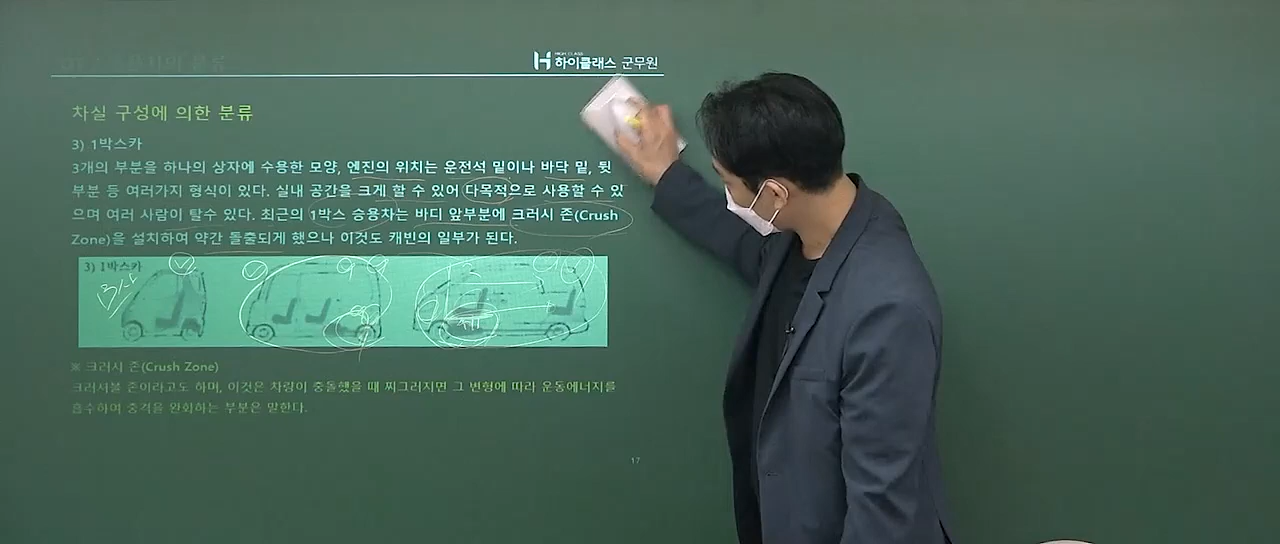 HIGH CLASS
하이클래스 군무원
차실 구성에 의한 분류
3) 1박스카
3개의 부분을 하나의 상자에 수용한 모양, 엔진의 위치는 운전석 밑이나 바닥 밑, 뒷
부분 등 여러가지 형식이 있다. 실내 공간을 크게 할 수 있어 다목적으로 사용할 수 있
으며 여러 사람이 탈수 있다. 최근의 1박스 승용차는 바디 앞부분에 크러시 존(Crush
Zone)을 설치하여 약간 돌출되게 했으나 이것도 캐빈의 일부가 된다.
3) 1박스카
※ 크러시 존(Crush Zone)
크러셔블 존이라고도 하며, 이것은 차량이 충돌했을 때 찌그러지면 그 변형에 따라 운동에너지를
흡수하여 충격을 완화하는 부분은 말한다.
17